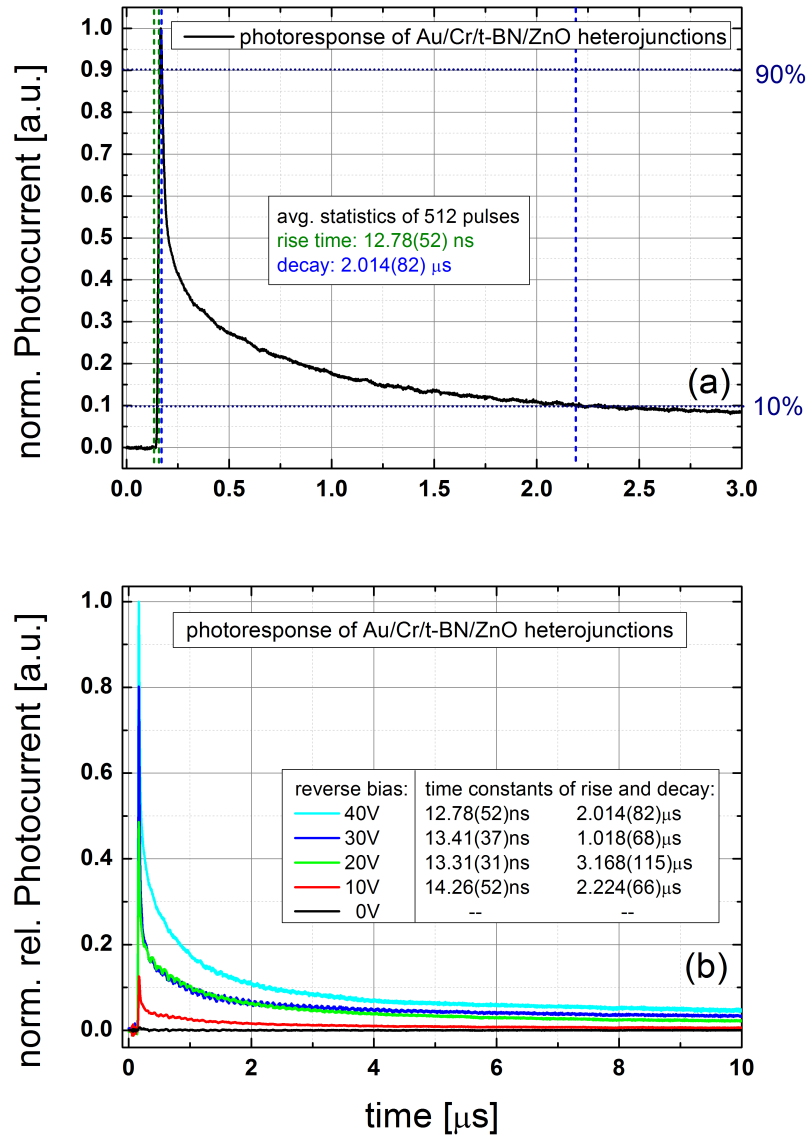 photoresponse of Au/Cr/t-BN/ZnO heterojunctions
norm. Photocurrent [a.u.]
1.0
0.9
0.8
0.7
0.6
0.5
0.4
0.3
0.2
0.1
0.0
90%
10%
avg. statistics of 512 pulses
rise time: 12.78(52) ns
decay: 2.014(82) μs
(a)
0.0 0.5 1.0 1.5 2.0 2.5 3.0
photoresponse of Au/Cr/t-BN/ZnO heterojunctions
norm. rel. Photocurrent [a.u.]
1.0
0.8
0.6
0.4
0.2
0.0
reverse bias: time constants of rise and decay:
40V 12.78(52)ns 2.014(82)μs
30V 13.41(37)ns 1.018(68)μs
20V 13.31(31)ns 3.168(115)μs
10V 14.26(52)ns 2.224(66)μs
0V -- --
(b)
0 2 4 6 8 10
time [μs]